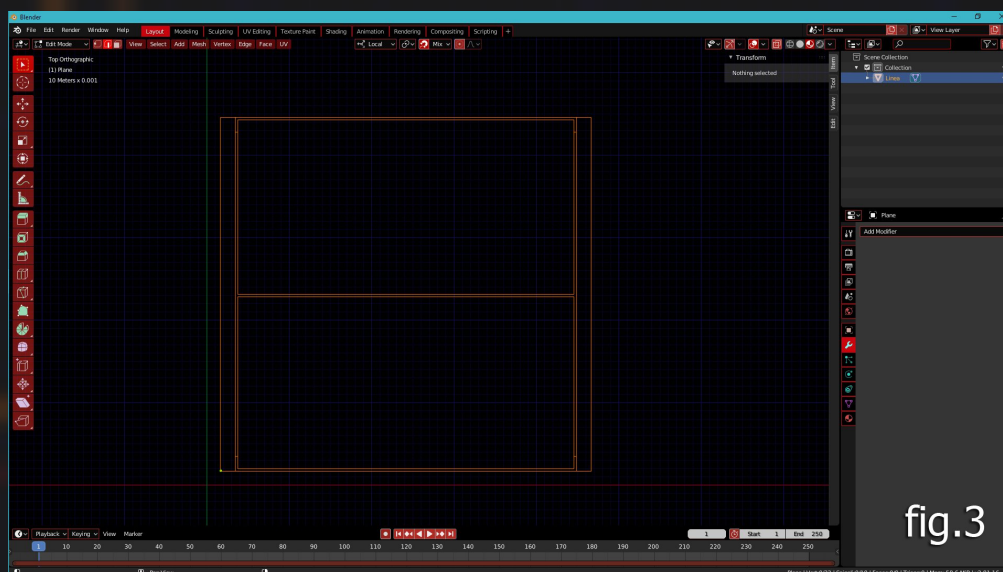 Blender
File Edit Render Window Help Layout Modeling Sculpting UV Editing Texture Paint Shading Animation Rendering Compositing Scripting + Scene View Layer
Edit Mode View Select Add Mesh Vertex Edge Face UV Local Mix
Top Orthographic
(1) Plane
10 Meters x 0.001
Transform
Nothing selected
Item
Tool
View
Edit
Scene Collection
Collection
Linea
Plane
Add Modifier
Playback Keying View Marker 1 Start 1 End 250
1 10 20 30 40 50 60 70 80 90 100 110 120 130 140 150 160 170 180 190 200 210 220 230 240 250
fig.3